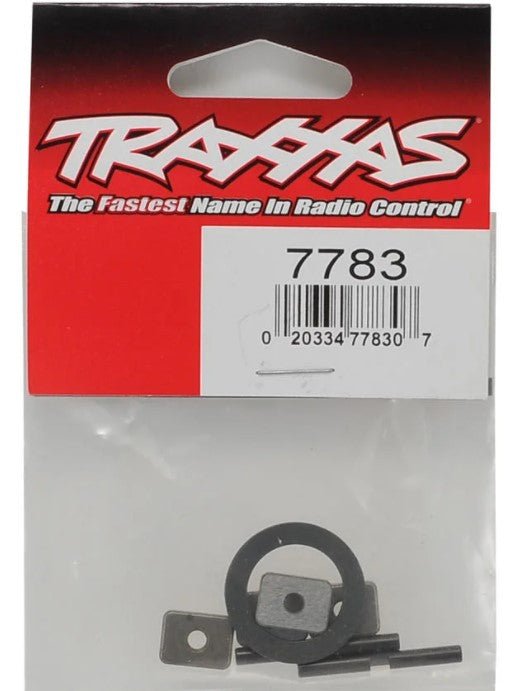 TRAXXAS
The Fastest Name In Radio Control
7783
0 20334 77830 7